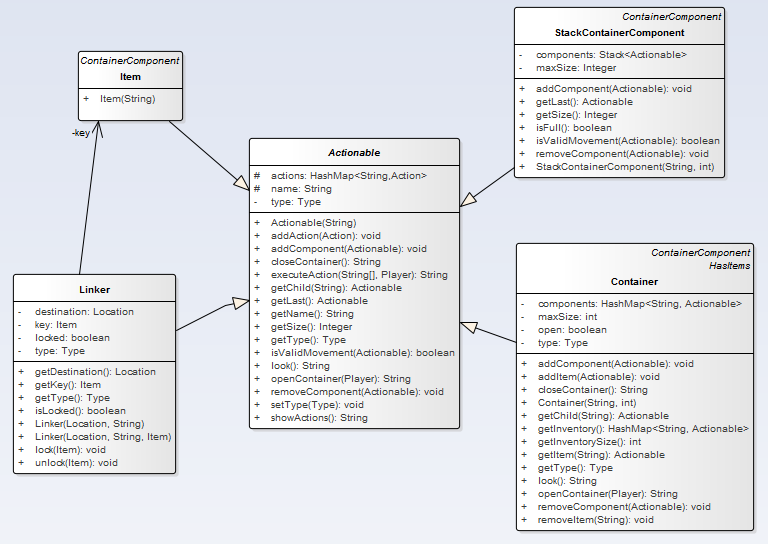 ContainerComponent
Item
+ Item(String)
-key
Linker
- destination: Location
- key: Item
- locked: boolean
- type: Type
+ getDestination(): Location
+ getKey(): Item
+ getType(): Type
+ isLocked(): boolean
+ Linker(Location, String)
+ Linker(Location, String, Item)
+ lock(Item): void
+ unlock(Item): void
Actionable
# actions: HashMap<String,Action>
# name: String
- type: Type
+ Actionable(String)
+ addAction(Action): void
+ addComponent(Actionable): void
+ closeContainer(): String
+ executeAction(String[], Player): String
+ getChild(String): Actionable
+ getLast(): Actionable
+ getName(): String
+ getSize(): Integer
+ getType(): Type
+ isValidMovement(Actionable): boolean
+ look(): String
+ openContainer(Player): String
+ removeComponent(Actionable): void
+ setType(Type): void
+ showActions(): String
ContainerComponent
StackContainerComponent
- components: Stack<Actionable>
- maxSize: Integer
+ addComponent(Actionable): void
+ getLast(): Actionable
+ getSize(): Integer
+ isFull(): boolean
+ isValidMovement(Actionable): boolean
+ removeComponent(Actionable): void
+ StackContainerComponent(String, int)
ContainerComponent
HasItems
Container
- components: HashMap<String, Actionable>
- maxSize: int
- open: boolean
- type: Type
+ addComponent(Actionable): void
+ addItem(Actionable): void
+ closeContainer(): String
+ Container(String, int)
+ getChild(String): Actionable
+ getInventory(): HashMap<String, Actionable>
+ getInventorySize(): int
+ getItem(String): Actionable
+ getType(): Type
+ look(): String
+ openContainer(Player): String
+ removeComponent(Actionable): void
+ removeItem(String): void